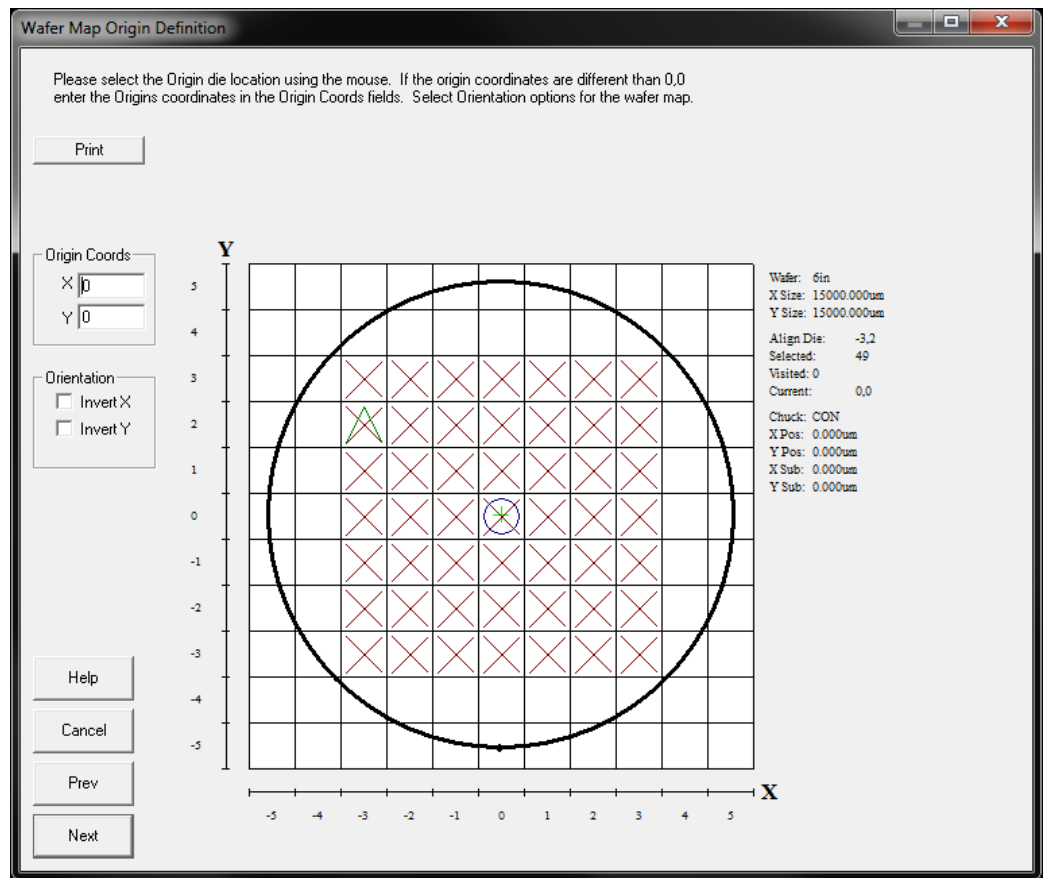 Wafer Map Origin Definition
Please select the Origin die location using the mouse. If the origin coordinates are different than 0,0
enter the Origins coordinates in the Origin Coords fields. Select Orientation options for the wafer map.
Print
Origin Coords
X 0
Y 0
Orientation
Invert X
Invert Y
Help
Cancel
Prev
Next
Y
5
4
3
2
1
0
-1
-2
-3
-4
-5
X
-5 -4 -3 -2 -1 0 1 2 3 4 5
Wafer: 6in
X Size: 15000.000um
Y Size: 15000.000um
Align Die: -3,2
Selected: 49
Visited: 0
Current: 0,0
Chuck: CON
X Pos: 0.000um
Y Pos: 0.000um
X Sub: 0.000um
Y Sub: 0.000um